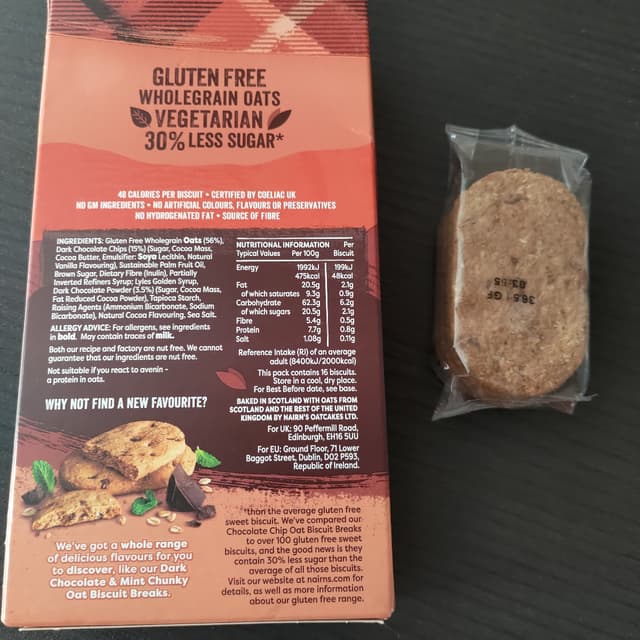 GLUTEN FREE
WHOLEGRAIN OATS
VEGETARIAN
30% LESS SUGAR*
48 CALORIES PER BISCUIT • CERTIFIED BY COELIAC UK
NO GM INGREDIENTS • NO ARTIFICIAL COLOURS, FLAVOURS OR PRESERVATIVES
NO HYDROGENATED FAT • SOURCE OF FIBRE
INGREDIENTS: Gluten Free Wholegrain Oats (56%),
Dark Chocolate Chips (15%) (Sugar, Cocoa Mass,
Cocoa Butter, Emulsifier: Soya Lecithin, Natural
Vanilla Flavouring), Sustainable Palm Fruit Oil,
Brown Sugar, Dietary Fibre (Inulin), Partially
Inverted Refiners Syrup; Lyles Golden Syrup,
Dark Chocolate Powder (3.5%) (Sugar, Cocoa Mass,
Fat Reduced Cocoa Powder), Tapioca Starch,
Raising Agents (Ammonium Bicarbonate, Sodium
Bicarbonate), Natural Cocoa Flavouring, Sea Salt.
ALLERGY ADVICE: For allergens, see ingredients
in bold. May contain traces of milk.
Both our recipe and factory are nut free. We cannot
guarantee that our ingredients are nut free.
Not suitable if you react to avenin –
a protein in oats.
NUTRITIONAL INFORMATION Per
Typical Values Per 100g Biscuit
Energy 1992kJ 199kJ
475kcal 48kcal
Fat 20.5g 2.1g
of which saturates 9.3g 0.9g
Carbohydrate 62.3g 6.2g
of which sugars 20.5g 2.1g
Fibre 5.4g 0.5g
Protein 7.7g 0.8g
Salt 1.08g 0.11g
Reference Intake (RI) of an average
adult (8400kJ/2000kcal)
This pack contains 16 biscuits.
Store in a cool, dry place.
For Best Before date, see base.
BAKED IN SCOTLAND WITH OATS FROM
SCOTLAND AND THE REST OF THE UNITED
KINGDOM BY NAIRN'S OATCAKES LTD.
For UK: 90 Peffermill Road,
Edinburgh, EH16 5UU
For EU: Ground Floor, 71 Lower
Baggot Street, Dublin, D02 P593,
Republic of Ireland.
WHY NOT FIND A NEW FAVOURITE?
We've got a whole range
of delicious flavours for you
to discover, like our Dark
Chocolate & Mint Chunky
Oat Biscuit Breaks.
*than the average gluten free
sweet biscuit. We've compared our
Chocolate Chip Oat Biscuit Breaks
to over 100 gluten free sweet
biscuits, and the good news is they
contain 30% less sugar than the
average of all those biscuits.
Visit our website at nairns.com for
details, as well as more information
about our gluten free range.
03:55